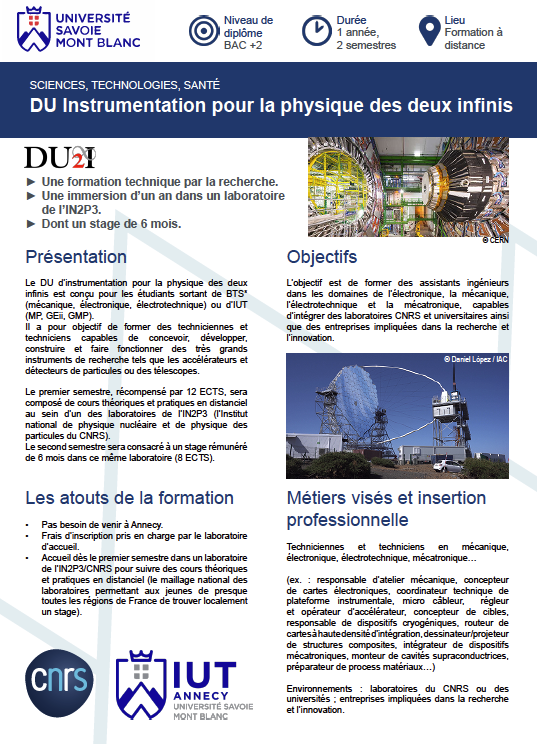 UNIVERSITÉ
SAVOIE
MONT BLANC
Niveau de
diplôme
BAC +2
Durée
1 année,
2 semestres
Lieu
Formation à
distance
SCIENCES, TECHNOLOGIES, SANTÉ
DU Instrumentation pour la physique des deux infinis
DU2I
► Une formation technique par la recherche.
► Une immersion d'un an dans un laboratoire
de l'IN2P3.
► Dont un stage de 6 mois.
© CERN
Présentation
Le DU d'instrumentation pour la physique des deux
infinis est conçu pour les étudiants sortant de BTS*
(mécanique, électronique, électrotechnique) ou d'IUT
(MP, GEii, GMP).
Il a pour objectif de former des techniciennes et
techniciens capables de concevoir, développer,
construire et faire fonctionner des très grands
instruments de recherche tels que les accélérateurs et
détecteurs de particules ou des télescopes.
Le premier semestre, récompensé par 12 ECTS, sera
composé de cours théoriques et pratiques en distanciel
au sein d'un des laboratoires de l'IN2P3 (l'Institut
national de physique nucléaire et de physique des
particules du CNRS).
Le second semestre sera consacré à un stage rémunéré
de 6 mois dans ce même laboratoire (8 ECTS).
Objectifs
L'objectif est de former des assistants ingénieurs
dans les domaines de l'électronique, la mécanique,
l'électrotechnique et la mécatronique, capables
d'intégrer des laboratoires CNRS et universitaires ainsi
que des entreprises impliquées dans la recherche et
l'innovation.
© Daniel López / IAC
Les atouts de la formation
• Pas besoin de venir à Annecy.
• Frais d'inscription pris en charge par le laboratoire
d'accueil.
• Accueil dès le premier semestre dans un laboratoire
de l'IN2P3/CNRS pour suivre des cours théoriques
et pratiques en distanciel (le maillage national des
laboratoires permettant aux jeunes de presque
toutes les régions de France de trouver localement
un stage).
Métiers visés et insertion
professionnelle
Techniciennes et techniciens en mécanique,
électronique, électrotechnique, mécatronique…
(ex. : responsable d'atelier mécanique, concepteur
de cartes électroniques, coordinateur technique de
plateforme instrumentale, micro câbleur, régleur
et opérateur d'accélérateur, concepteur de cibles,
responsable de dispositifs cryogéniques, routeur de
cartes à haute densité d'intégration, dessinateur/projeteur
de structures composites, intégrateur de dispositifs
mécatroniques, monteur de cavités supraconductrices,
préparateur de process matériaux…)
Environnements : laboratoires du CNRS ou des
universités ; entreprises impliquées dans la recherche
et l'innovation.
cnrs
IUT
ANNECY
UNIVERSITÉ SAVOIE
MONT BLANC